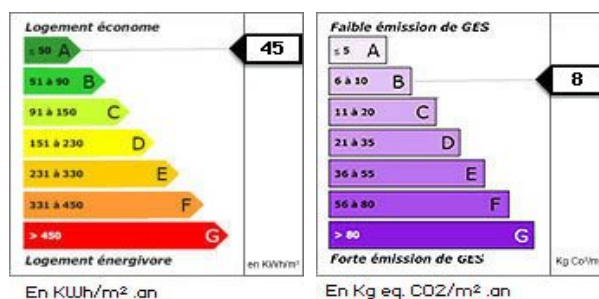 Logement économe
≤ 50 A
45
51 à 90 B
91 à 150 C
151 à 230 D
231 à 330 E
331 à 450 F
> 450 G
Logement énergivore
en KWh/m²
En KWh/m² .an
Faible émission de GES
≤ 5 A
6 à 10 B
8
11 à 20 C
21 à 35 D
36 à 55 E
56 à 80 F
> 80 G
Forte émission de GES
Kg Co²/m
En Kg eq. CO2/m² .an